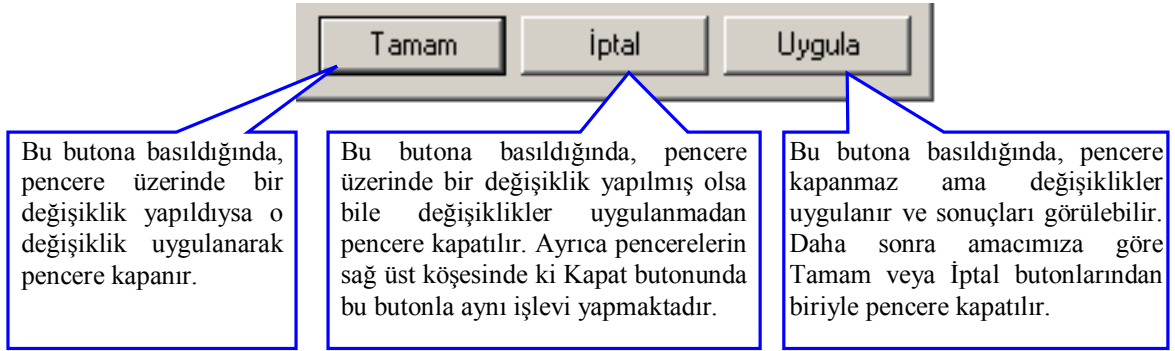 Tamam İptal Uygula
Bu butona basıldığında,
pencere üzerinde bir
değişiklik yapıldıysa o
değişiklik uygulanarak
pencere kapanır.
Bu butona basıldığında, pencere
üzerinde bir değişiklik yapılmış olsa
bile değişiklikler uygulanmadan
pencere kapatılır. Ayrıca pencerelerin
sağ üst köşesinde ki Kapat butonunda
bu butonla aynı işlevi yapmaktadır.
Bu butona basıldığında, pencere
kapanmaz ama değişiklikler
uygulanır ve sonuçları görülebilir.
Daha sonra amacımıza göre
Tamam veya İptal butonlarından
biriyle pencere kapatılır.